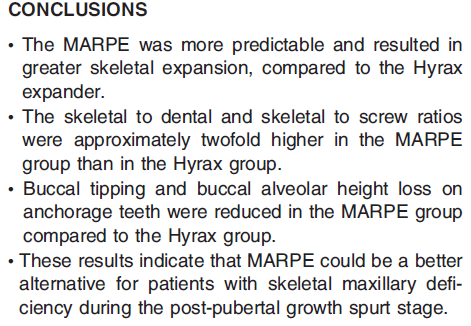 CONCLUSIONS
• The MARPE was more predictable and resulted in
greater skeletal expansion, compared to the Hyrax
expander.
• The skeletal to dental and skeletal to screw ratios
were approximately twofold higher in the MARPE
group than in the Hyrax group.
• Buccal tipping and buccal alveolar height loss on
anchorage teeth were reduced in the MARPE group
compared to the Hyrax group.
• These results indicate that MARPE could be a better
alternative for patients with skeletal maxillary defi-
ciency during the post-pubertal growth spurt stage.